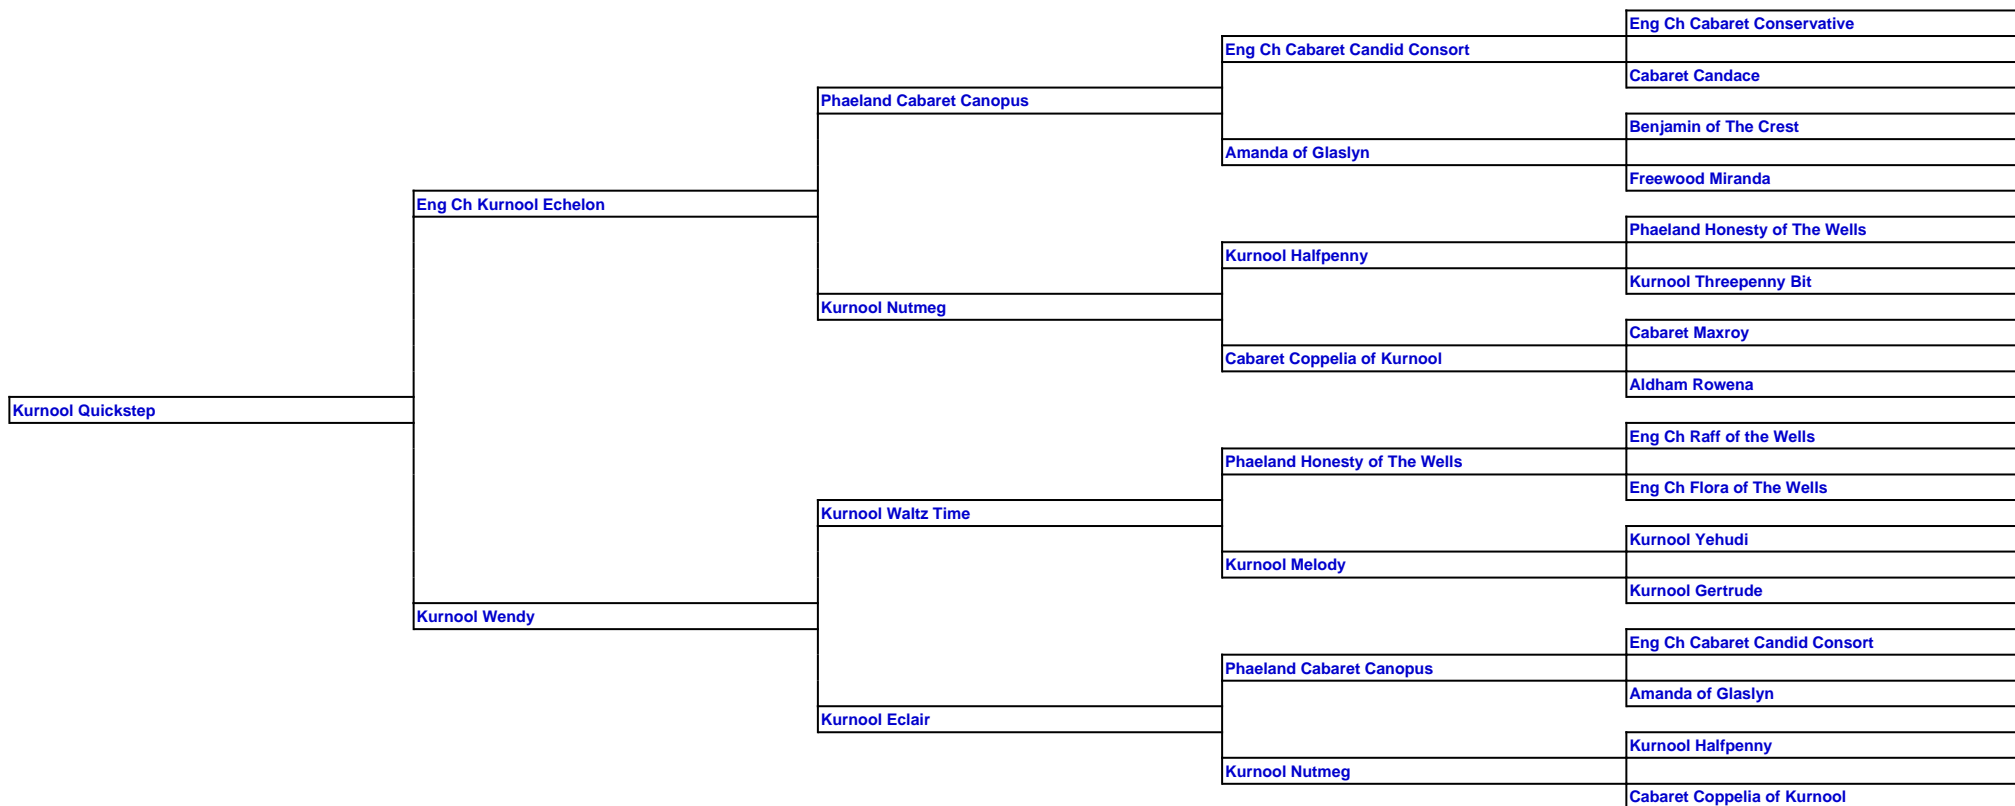 Eng Ch Cabaret Conservative
Eng Ch Cabaret Candid Consort
Cabaret Candace
Phaeland Cabaret Canopus
Benjamin of The Crest
Amanda of Glaslyn
Freewood Miranda
Eng Ch Kurnool Echelon
Phaeland Honesty of The Wells
Kurnool Halfpenny
Kurnool Threepenny Bit
Kurnool Nutmeg
Cabaret Maxroy
Cabaret Coppelia of Kurnool
Aldham Rowena
Kurnool Quickstep
Eng Ch Raff of the Wells
Phaeland Honesty of The Wells
Eng Ch Flora of The Wells
Kurnool Waltz Time
Kurnool Yehudi
Kurnool Melody
Kurnool Gertrude
Kurnool Wendy
Eng Ch Cabaret Candid Consort
Phaeland Cabaret Canopus
Amanda of Glaslyn
Kurnool Eclair
Kurnool Halfpenny
Kurnool Nutmeg
Cabaret Coppelia of Kurnool